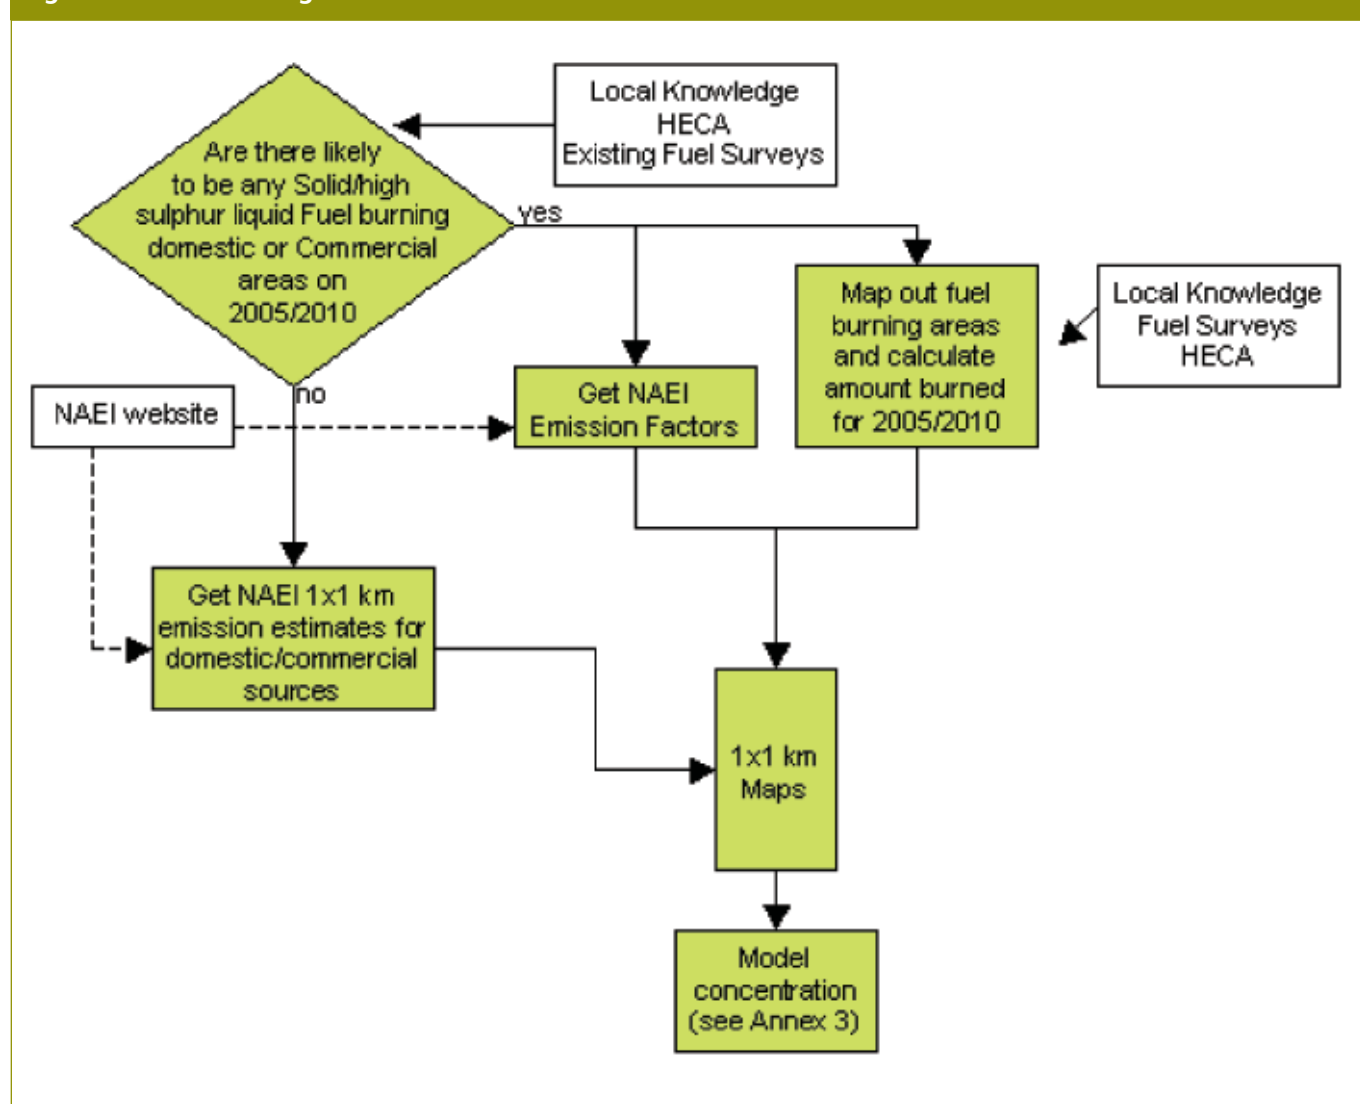 Local Knowledge
HECA
Existing Fuel Surveys
Are there likely
to be any Solid/high
sulphur liquid Fuel burning
domestic or Commercial
areas on
2005/2010
yes
no
Map out fuel
burning areas
and calculate
amount burned
for 2005/2010
Local Knowledge
Fuel Surveys
HECA
NAEI website
Get NAEI
Emission Factors
Get NAEI 1x1 km
emission estimates for
domestic/commercial
sources
1x1 km
Maps
Model
concentration
(see Annex 3)